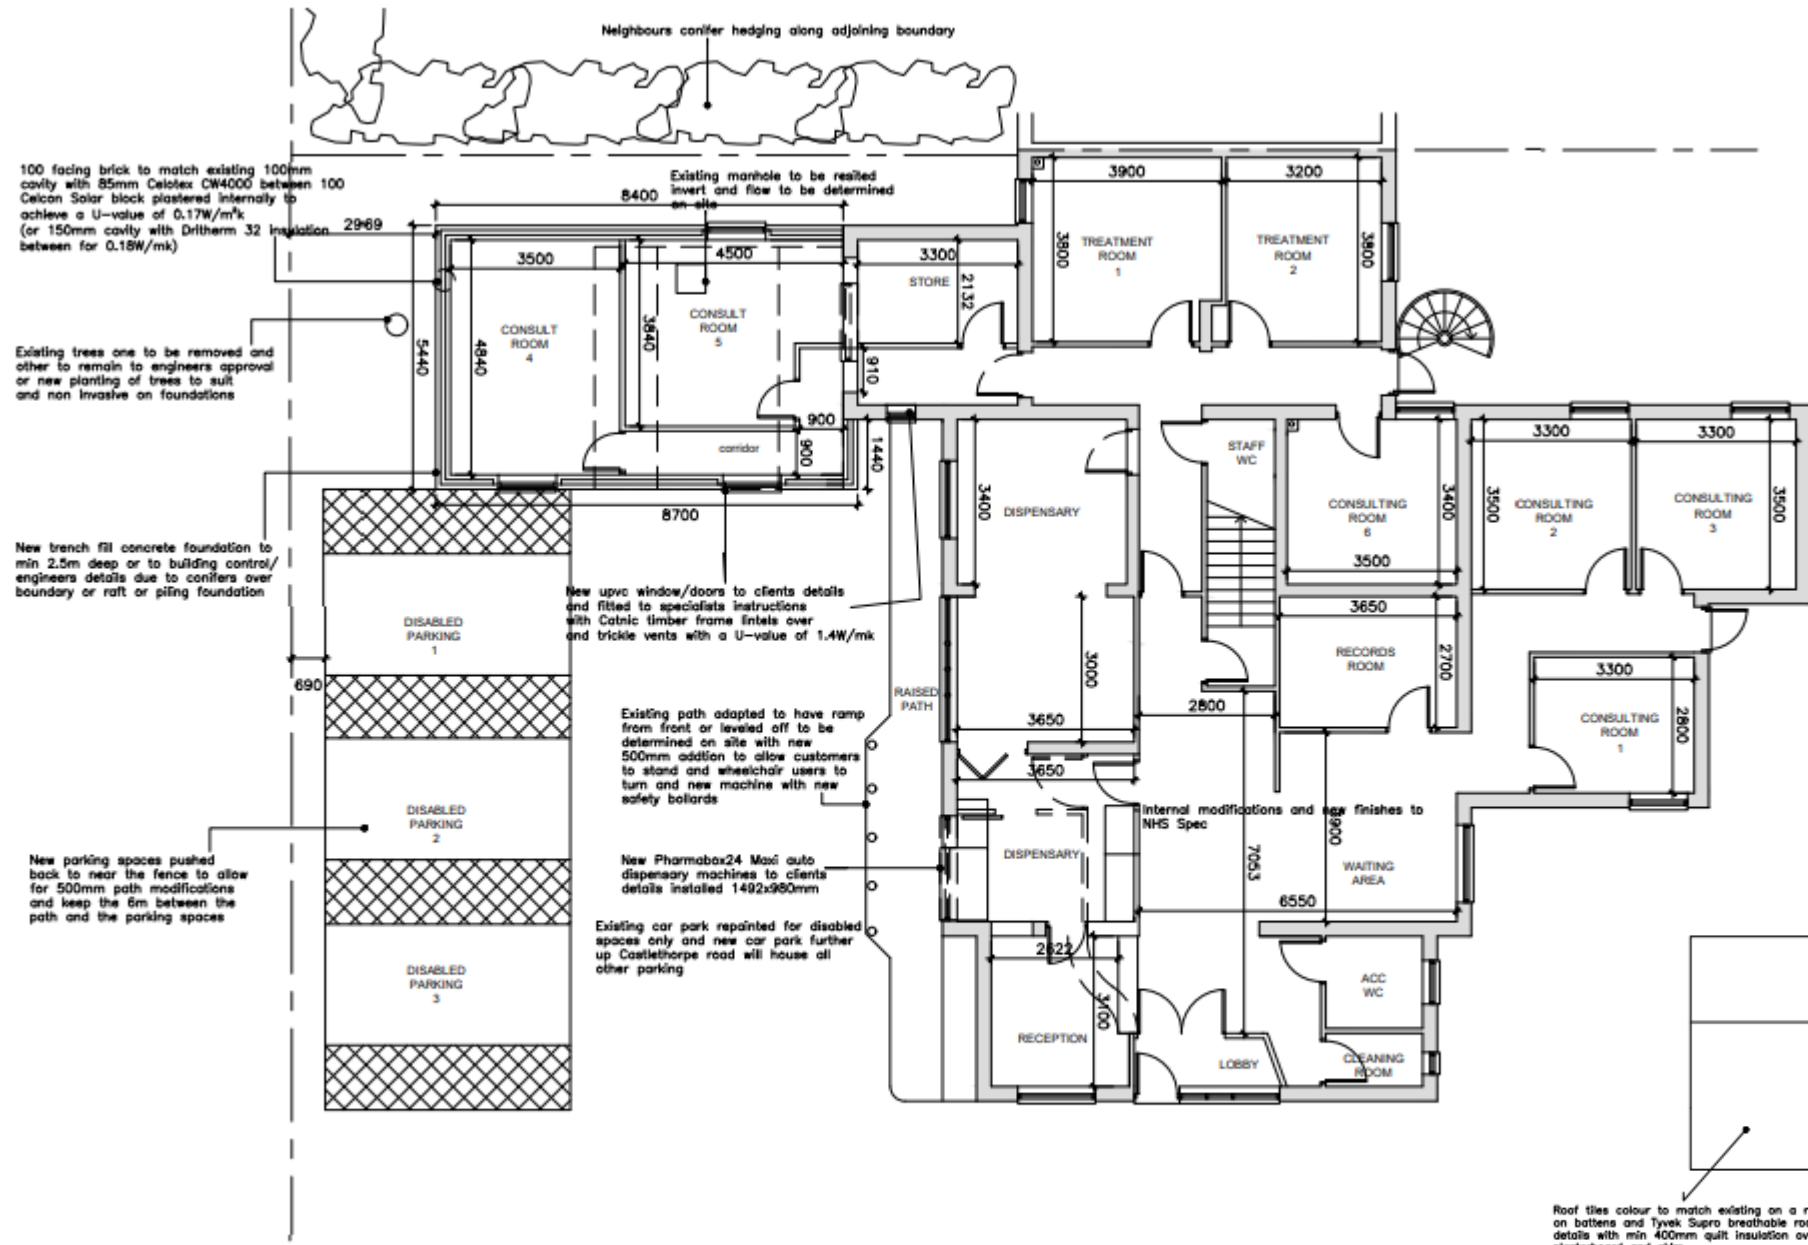 Neighbours conifer hedging along adjoining boundary
100 facing brick to match existing 100mm
cavity with 85mm Celotex CW4000 between 100
Celcon Solar block plastered internally to
achieve a U-value of 0.17W/m²k
(or 150mm cavity with Dritherm 32 insulation
between for 0.18W/mk)
Existing manhole to be resited
invert and flow to be determined
on site
8400
2969
3500
4500
3300
2132
3900
3200
3800
3800
STORE
TREATMENT
ROOM
1
TREATMENT
ROOM
2
CONSULT
ROOM
4
CONSULT
ROOM
5
5440
4840
3840
910
900
900
1440
corridor
8700
Existing trees one to be removed and
other to remain to engineers approval
or new planting of trees to suit
and non invasive on foundations
New trench fill concrete foundation to
min 2.5m deep or to building control/
engineers details due to conifers over
boundary or raft or piling foundation
STAFF
WC
DISPENSARY
3400
CONSULTING
ROOM
6
3400
3500
3300
3300
CONSULTING
ROOM
2
3500
CONSULTING
ROOM
3
3500
New upvc window/doors to clients details
and fitted to specialists instructions
with Catnic timber frame lintels over
and trickle vents with a U-value of 1.4W/mk
DISABLED
PARKING
1
690
RAISED
PATH
3000
3650
2800
3650
RECORDS
ROOM
2700
3300
CONSULTING
ROOM
1
2800
Existing path adapted to have ramp
from front or leveled off to be
determined on site with new
500mm addtion to allow customers
to stand and wheelchair users to
turn and new machine with new
safety bollards
3650
Internal modifications and new finishes to
NHS Spec
DISABLED
PARKING
2
New parking spaces pushed
back to near the fence to allow
for 500mm path modifications
and keep the 6m between the
path and the parking spaces
New Pharmabox24 Maxi auto
dispensary machines to clients
details installed 1492x980mm
DISPENSARY
7053
WAITING
AREA
6550
Existing car park repainted for disabled
spaces only and new car park further
up Castlethorpe road will house all
other parking
DISABLED
PARKING
3
2622
3100
RECEPTION
LOBBY
ACC
WC
CLEANING
ROOM
Roof tiles colour to match existing on a
on battens and Tyvek Supro breathable
details with min 400mm quilt insulation